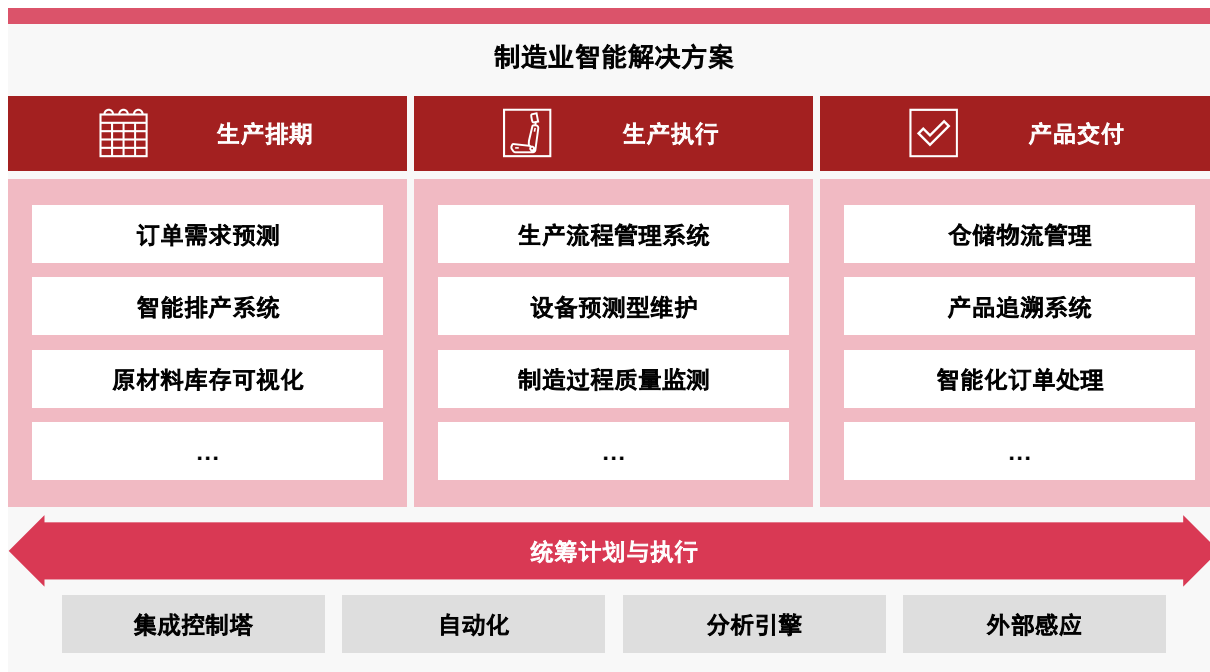 制造业智能解决方案
生产排期
生产执行
产品交付
订单需求预测
生产流程管理系统
仓储物流管理
智能排产系统
设备预测型维护
产品追溯系统
原材料库存可视化
制造过程质量监测
智能化订单处理
...
...
...
统筹计划与执行
集成控制塔
自动化
分析引擎
外部感应